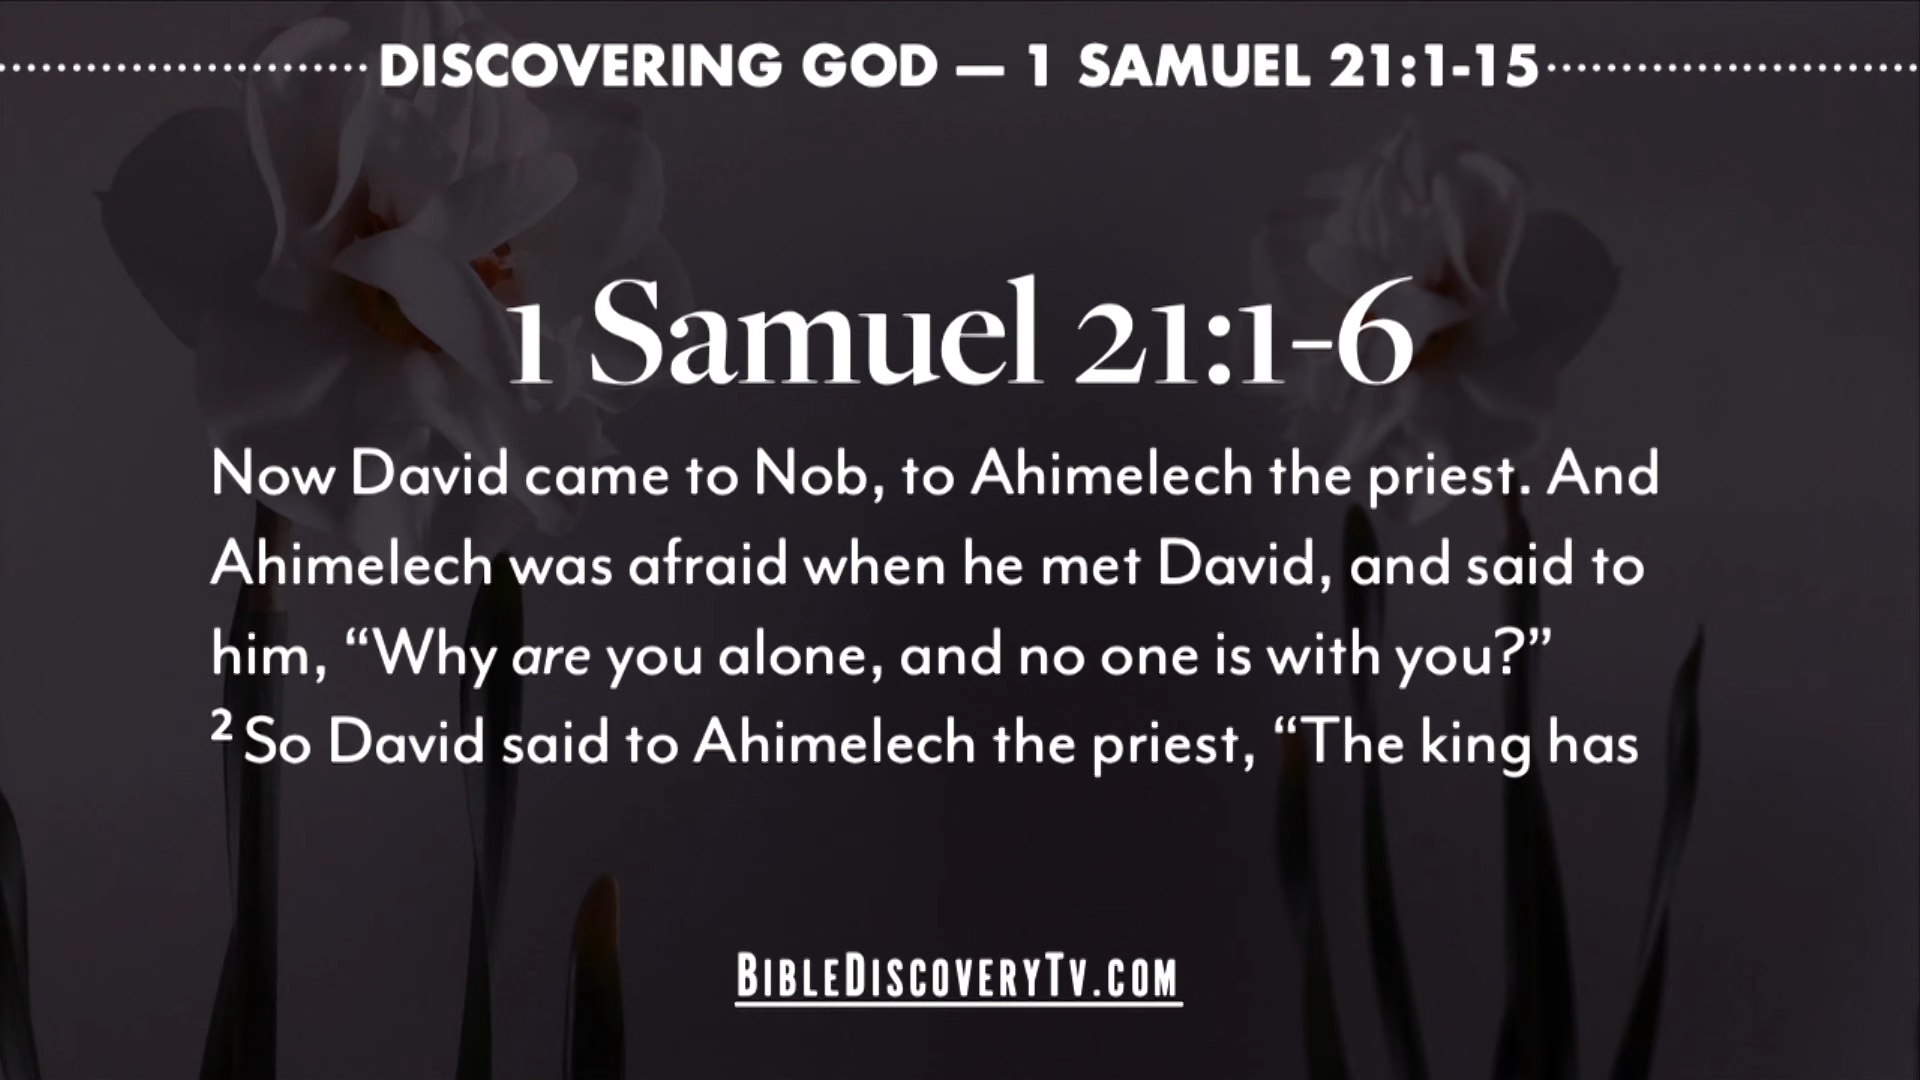 DISCOVERING GOD — 1 SAMUEL 21:1-15
1 Samuel 21:1-6
Now David came to Nob, to Ahimelech the priest. And
Ahimelech was afraid when he met David, and said to
him, “Why are you alone, and no one is with you?”
² So David said to Ahimelech the priest, “The king has
BIBLEDISCOVERYTV.COM